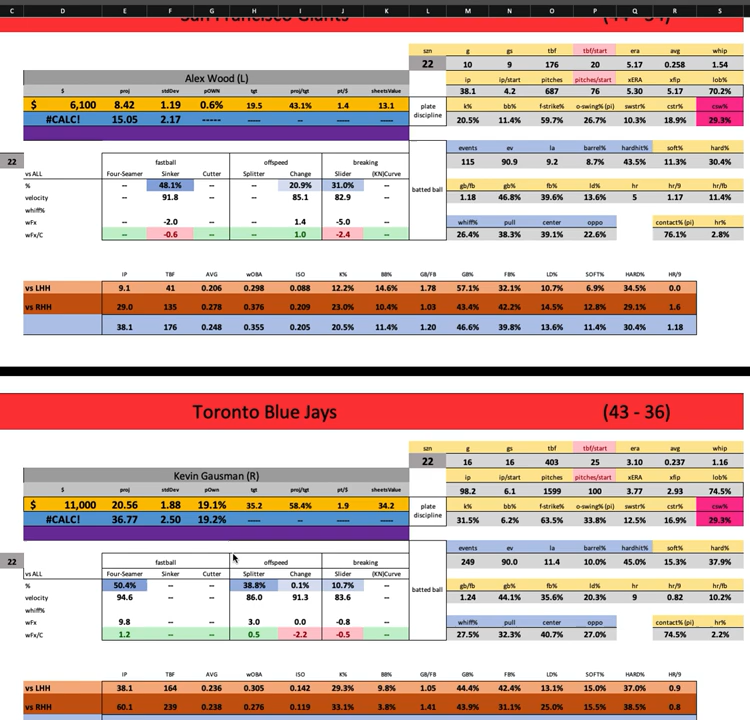 C D E F G H I J K L M N O P Q R S
San Francisco Giants (44 - 34)
szn g gs tbf tbf/start era avg whip
22 10 9 176 20 5.17 0.258 1.54
ip ip/start pitches pitches/start xERA xfip lob%
Alex Wood (L) 38.1 4.2 687 76 5.30 5.17 70.2%
$ proj stdDev pOWN tgt proj/tgt pt/$ sheetsValue
$ 6,100 8.42 1.19 0.6% 19.5 43.1% 1.4 13.1
plate discipline k% bb% f-strike% o-swing% (pi) swstr% cstr% csw%
#CALC! 15.05 2.17 ----- ----- -- ----- -----
20.5% 11.4% 59.7% 26.7% 10.3% 18.9% 29.3%
events ev la barrel% hardhit% soft% hard%
22 fastball offspeed breaking 115 90.9 9.2 8.7% 43.5% 11.3% 30.4%
vs ALL Four-Seamer Sinker Cutter Splitter Change Slider (KN)Curve
% -- 48.1% -- -- 20.9% 31.0% --
batted ball gb/fb gb% fb% ld% hr hr/9 hr/fb
velocity -- 91.8 -- -- 85.1 82.9 -- 1.18 46.8% 39.6% 13.6% 5 1.17 11.4%
whiff%
wFx -- -2.0 -- -- 1.4 -5.0 -- whiff% pull center oppo contact% (pi) hr%
wFx/C -- -0.6 -- -- 1.0 -2.4 -- 26.4% 38.3% 39.1% 22.6% 76.1% 2.8%
IP TBF AVG wOBA ISO K% BB% GB/FB GB% FB% LD% SOFT% HARD% HR/9
vs LHH 9.1 41 0.206 0.298 0.088 12.2% 14.6% 1.78 57.1% 32.1% 10.7% 6.9% 34.5% 0.0
vs RHH 29.0 135 0.278 0.376 0.209 23.0% 10.4% 1.03 43.4% 42.2% 14.5% 12.8% 29.1% 1.6
38.1 176 0.248 0.355 0.205 20.5% 11.4% 1.20 46.6% 39.8% 13.6% 11.4% 30.4% 1.18
Toronto Blue Jays (43 - 36)
szn g gs tbf tbf/start era avg whip
22 16 16 403 25 3.10 0.237 1.16
ip ip/start pitches pitches/start xERA xfip lob%
Kevin Gausman (R)
$ proj stdDev pOwn tgt proj/tgt pt/$ sheetsValue
98.2 6.1 1599 100 3.77 2.93 74.5%
$ 11,000 20.56 1.88 19.1% 35.2 58.4% 1.9 34.2
plate discipline k% bb% f-strike% o-swing% (pi) swstr% cstr% csw%
#CALC! 36.77 2.50 19.2% ----- -- ----- -----
31.5% 6.2% 63.5% 33.8% 12.5% 16.9% 29.3%
events ev la barrel% hardhit% soft% hard%
22 fastball offspeed breaking 249 90.0 11.4 10.0% 45.0% 15.3% 37.9%
vs ALL Four-Seamer Sinker Cutter Splitter Change Slider (KN)Curve
% 50.4% -- -- 38.8% 0.1% 10.7% --
batted ball gb/fb gb% fb% ld% hr hr/9 hr/fb
velocity 94.6 -- -- 86.0 91.3 83.6 -- 1.24 44.1% 35.6% 20.3% 9 0.82 10.2%
whiff%
wFx 9.8 -- -- 3.0 0.0 -0.8 -- whiff% pull center oppo contact% (pi) hr%
wFx/C 1.2 -- -- 0.5 -2.2 -0.5 -- 27.5% 32.3% 40.7% 27.0% 74.5% 2.2%
IP TBF AVG wOBA ISO K% BB% GB/FB GB% FB% LD% SOFT% HARD% HR/9
vs LHH 38.1 164 0.236 0.305 0.142 29.3% 9.8% 1.05 44.4% 42.4% 13.1% 15.0% 37.0% 0.9
vs RHH 60.1 239 0.238 0.276 0.119 33.1% 3.8% 1.41 43.9% 31.1% 25.0% 15.5% 38.5% 0.8